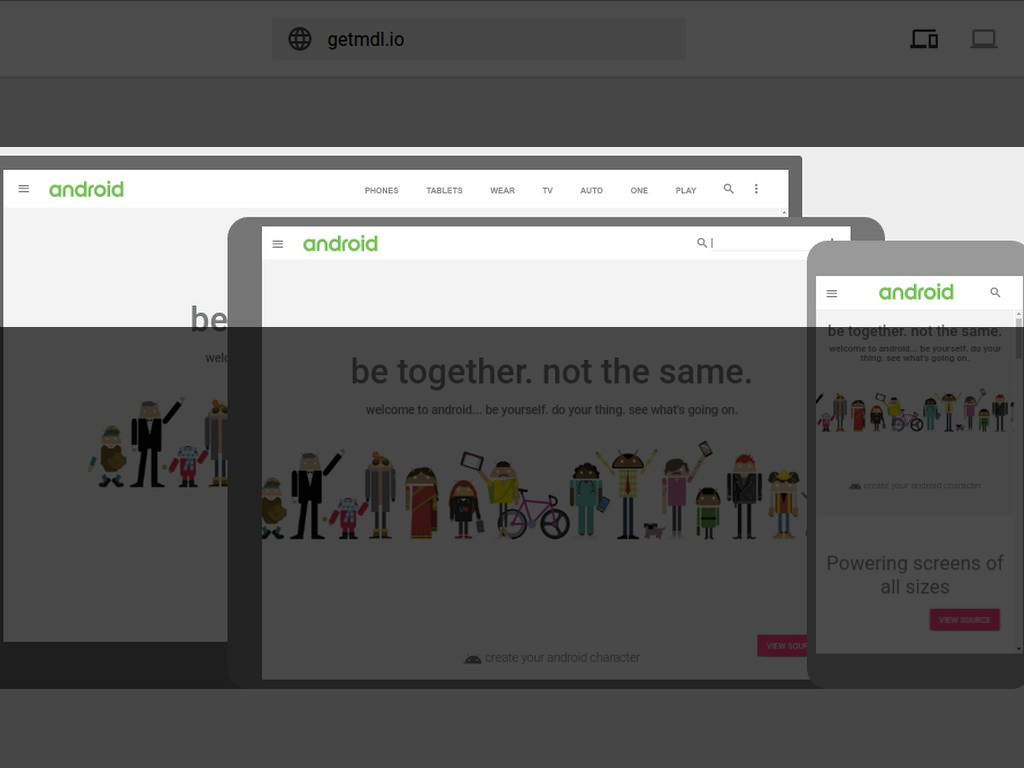 getmdl.io
android
PHONES TABLETS WEAR TV AUTO ONE PLAY
be
android
be together. not the same.
welcome to android... be yourself. do your thing. see what's going on.
create your android character
android
be together. not the same.
welcome to android... be yourself. do your
thing. see what's going on.
create your android character
Powering screens of
all sizes
VIEW SOURCE